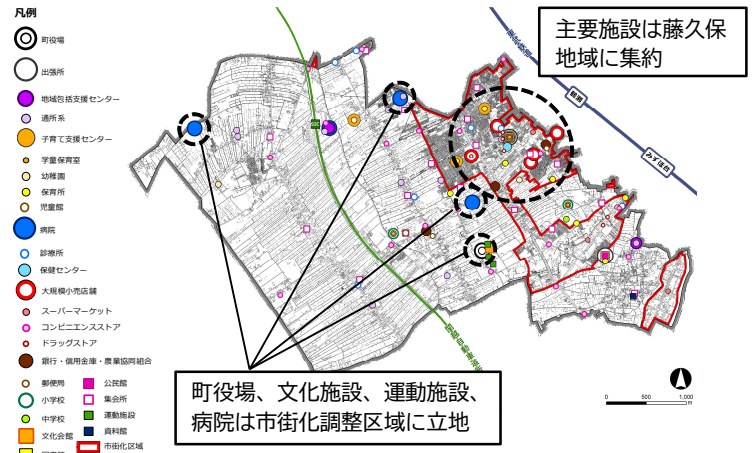 凡例
町役場
出張所
地域包括支援センター
通所系
子育て支援センター
学童保育室
幼稚園
保育所
児童館
病院
診療所
保健センター
大規模小売店舗
スーパーマーケット
コンビニエンスストア
ドラッグストア
銀行・信用金庫・農業協同組合
郵便局
小学校
中学校
文化会館
公民館
集会所
運動施設
資料館
市街化区域
主要施設は藤久保
地域に集約
みずほ台
町役場、文化施設、運動施設、
病院は市街化調整区域に立地
0 500 1,000
m